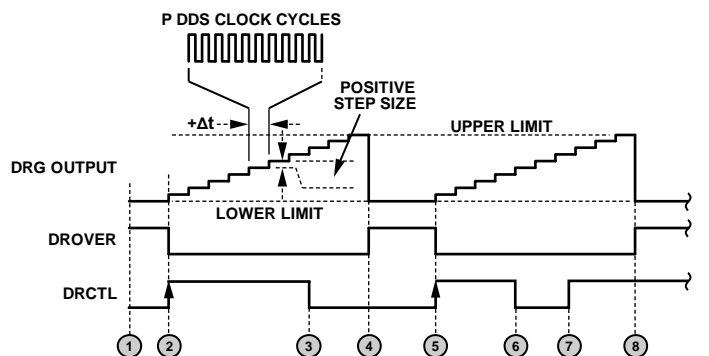 P DDS CLOCK CYCLES
POSITIVE
STEP SIZE
+Δt
UPPER LIMIT
DRG OUTPUT
LOWER LIMIT
DROVER
DRCTL
1 2 3 4 5 6 7 8